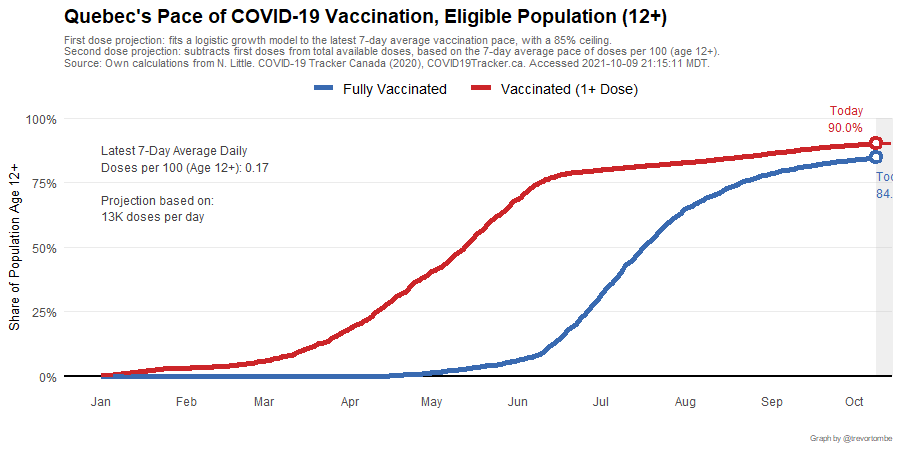 Quebec's Pace of COVID-19 Vaccination, Eligible Population (12+)
First dose projection: fits a logistic growth model to the latest 7-day average vaccination pace, with a 85% ceiling.
Second dose projection: subtracts first doses from total available doses, based on the 7-day average pace of doses per 100 (age 12+).
Source: Own calculations from N. Little. COVID-19 Tracker Canada (2020), COVID19Tracker.ca. Accessed 2021-10-09 21:15:11 MDT.
Fully Vaccinated
Vaccinated (1+ Dose)
Today
90.0%
100%
Latest 7-Day Average Daily
Doses per 100 (Age 12+): 0.17
Projection based on:
13K doses per day
84.
75%
50%
25%
0%
Share of Population Age 12+
Jan Feb Mar Apr May Jun Jul Aug Sep Oct
Graph by @trevortombe